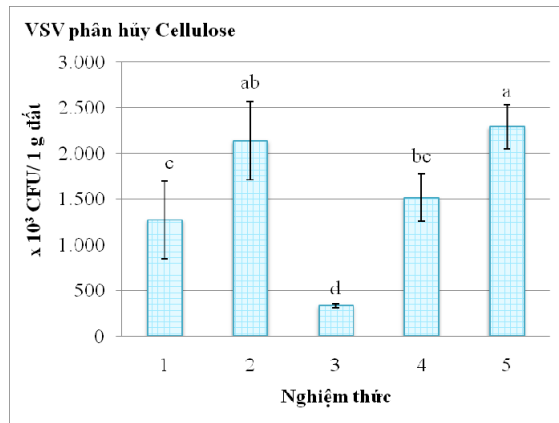 VSV phân hủy Cellulose
x 10³ CFU/ 1 g đất
3.000
2.500
2.000
1.500
1.000
500
0
c
ab
d
bc
a
1 2 3 4 5
Nghiệm thức